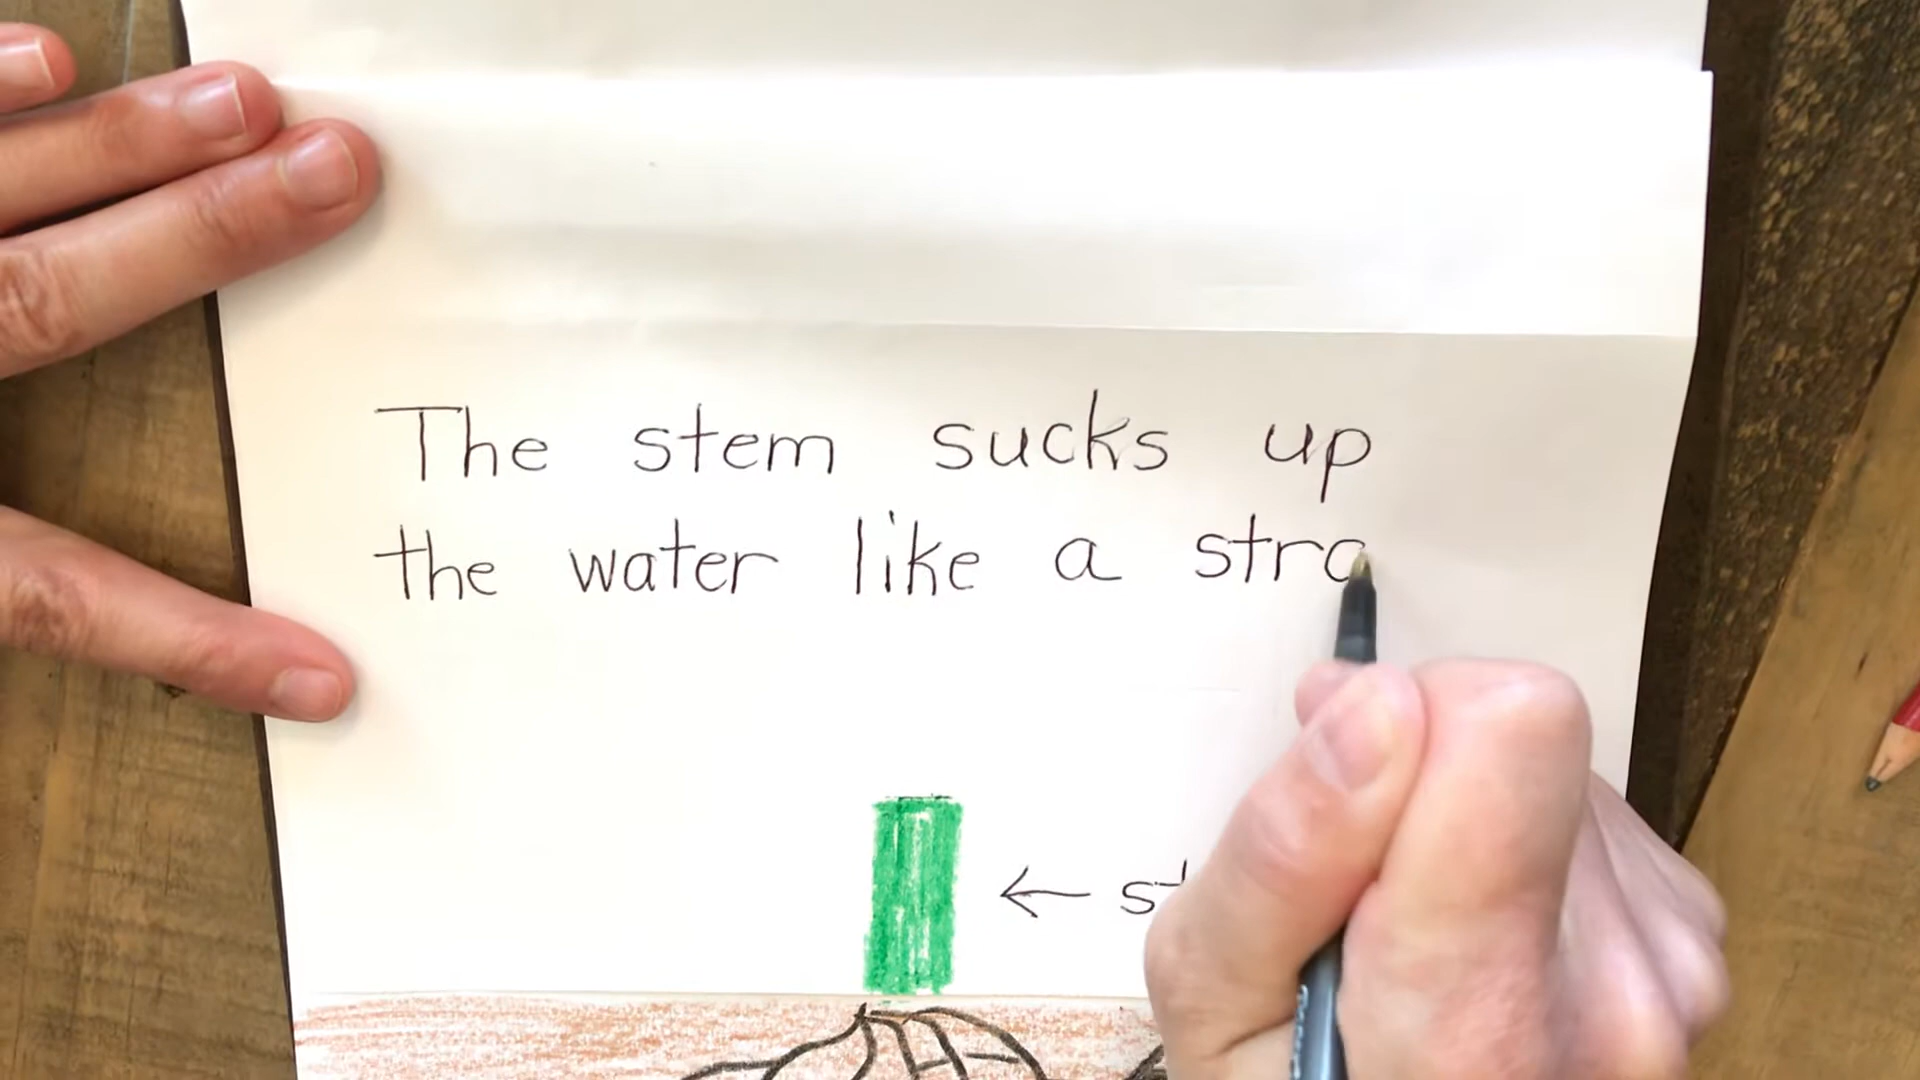 The stem sucks up
the water like a stra
← st